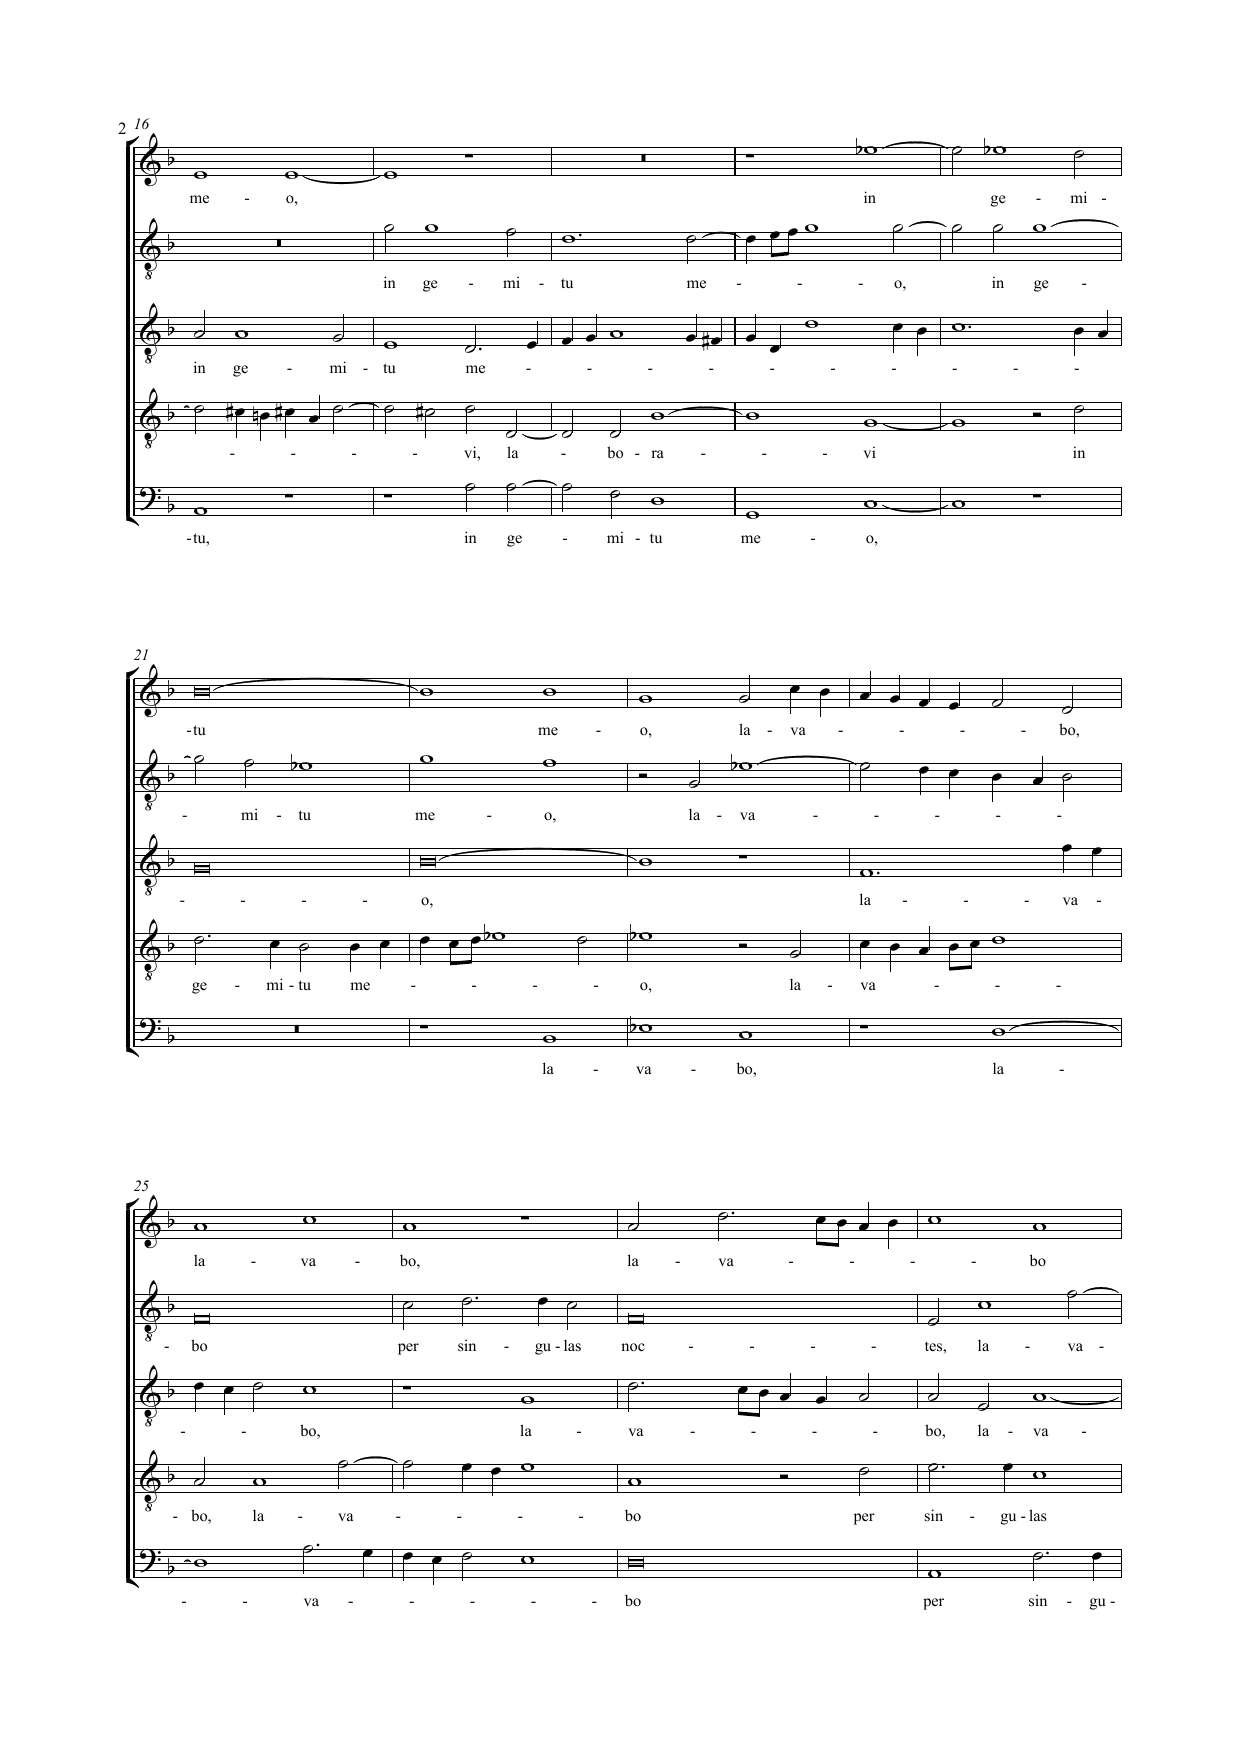 2 16
me - o, in ge - mi -
in ge - mi - tu me - - - o, in ge -
in ge - mi - tu me - - - - - - - - - -
- - - - vi, la - bo - ra - - - vi in
-tu, in ge - mi - tu me - o,
21
-tu me - o, la - va - - - - bo,
- mi - tu me - o, la - va - - - - -
- - - - o, la - - - va -
ge - mi - tu me - - - - - o, la - va - - - -
la - va - bo, la -
25
la - va - bo, la - va - - - - bo
- bo per sin - gu - las noc - - - - tes, la - va -
- - bo, la - va - - - - bo, la - va -
- bo, la - va - - - - bo per sin - gu - las
- - va - - - - - bo per sin - gu -